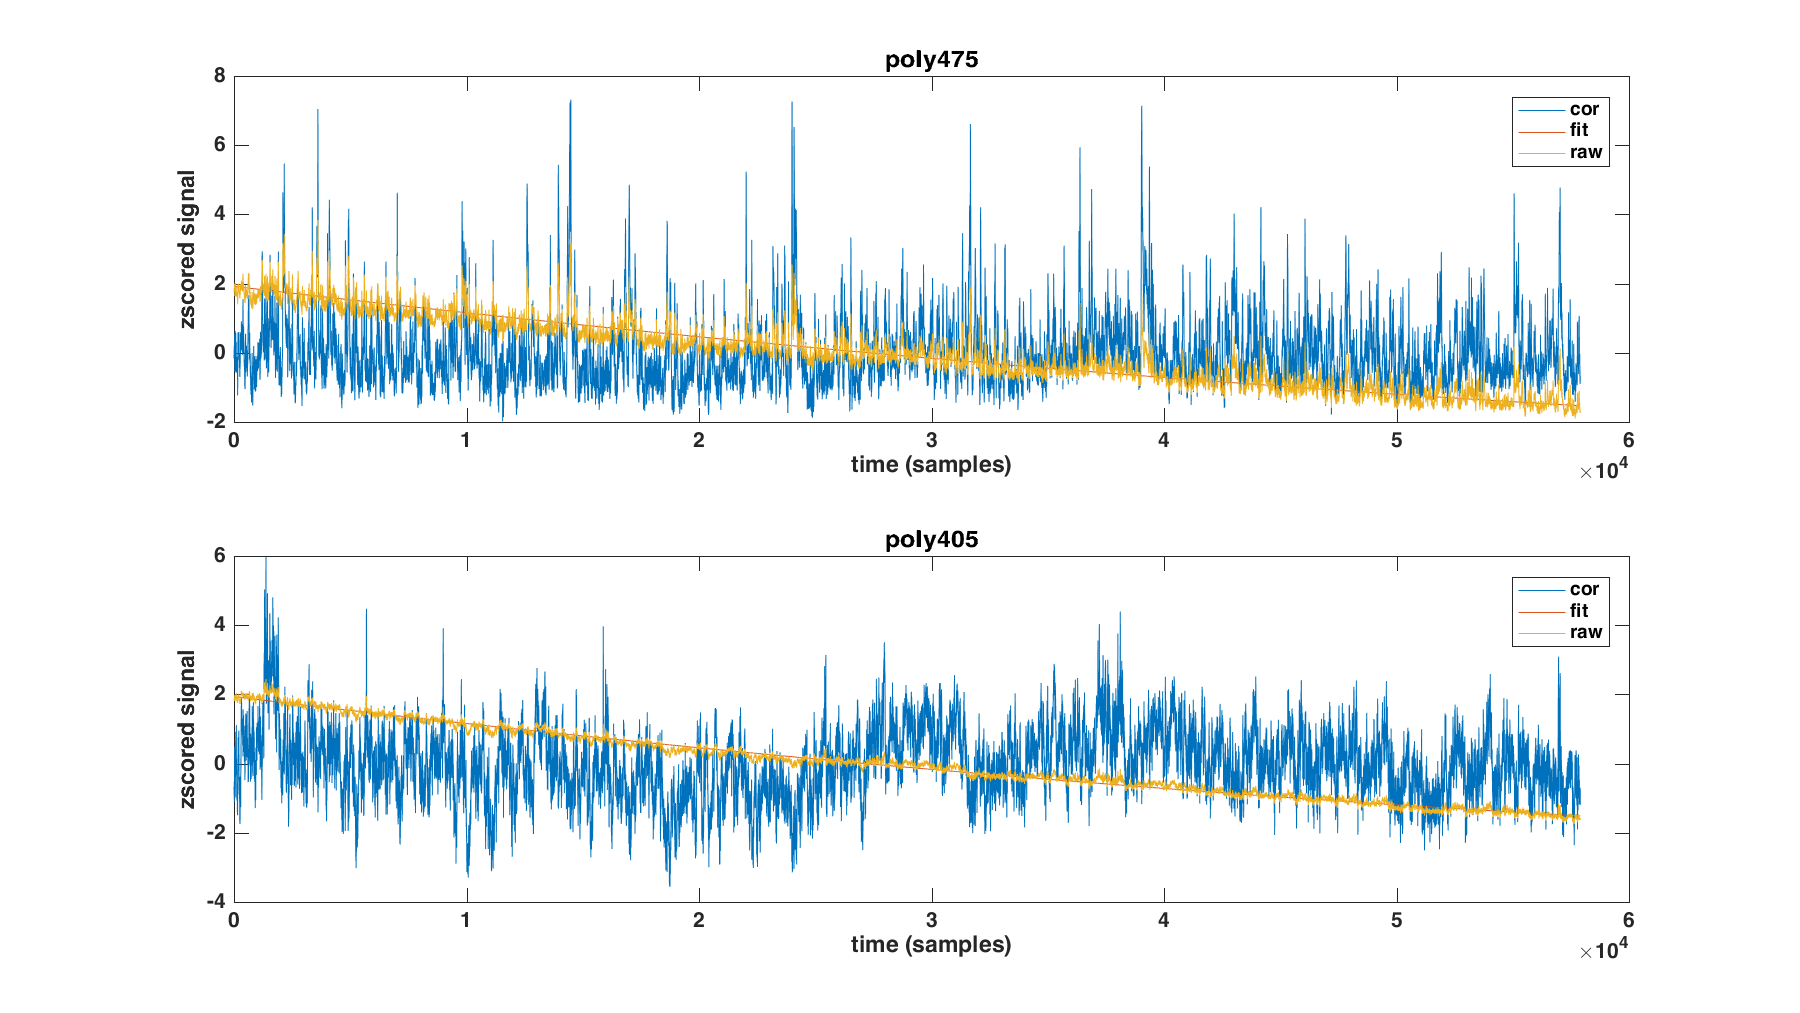 poly475
zscored signal
8
6
4
2
0
-2
0 1 2 3 4 5 6
time (samples)
×10^4
cor
fit
raw
poly405
zscored signal
6
4
2
0
-2
-4
0 1 2 3 4 5 6
time (samples)
×10^4
cor
fit
raw